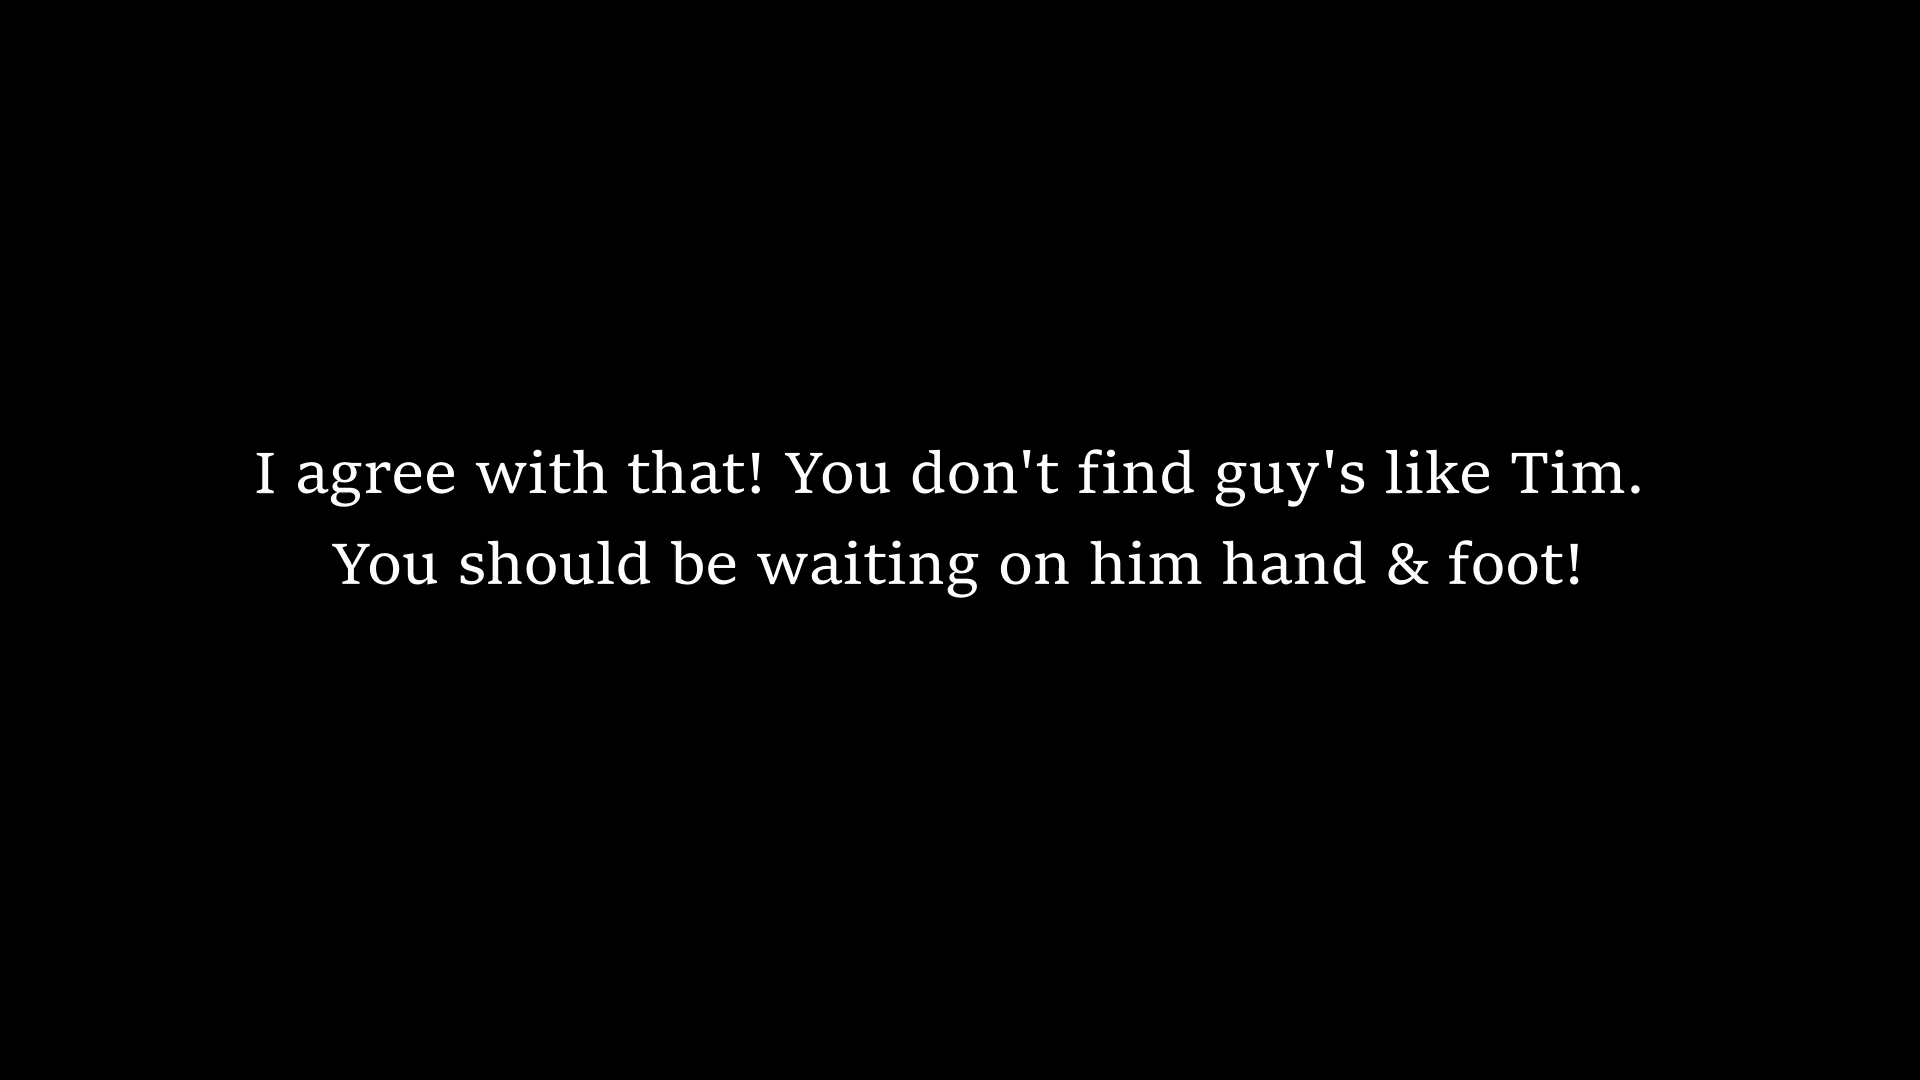 I agree with that! You don't find guy's like Tim.
You should be waiting on him hand & foot!